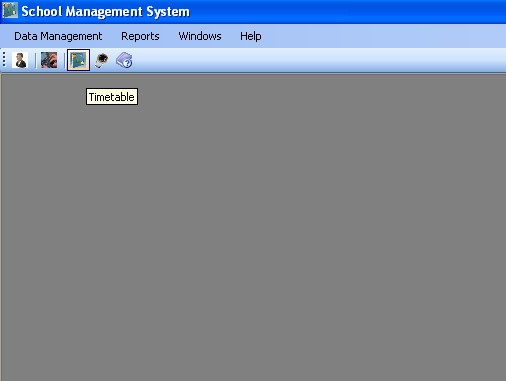 School Management System
Data Management Reports Windows Help
Timetable